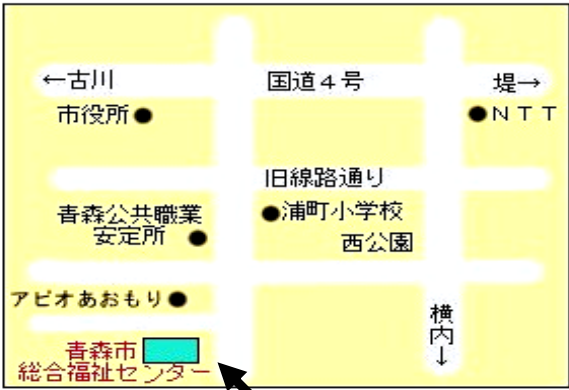 ←古川
国道４号
堤→
市役所
ＮＴＴ
旧線路通り
青森公共職業
安定所
浦町小学校
西公園
アピオあおもり
横内↓
青森市
総合福祉センター